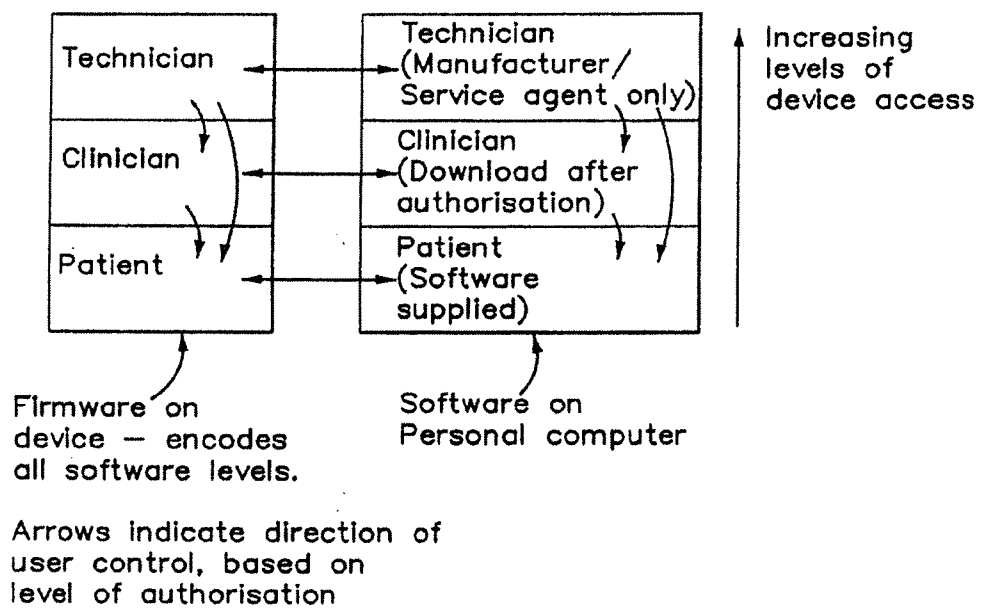 Technician
Clinician
Patient
Technician
(Manufacturer/
Service agent only)
Clinician
(Download after
authorisation)
Patient
(Software
supplied)
Increasing
levels of
device access
Firmware on
device — encodes
all software levels.
Software on
Personal computer
Arrows indicate direction of
user control, based on
level of authorisation